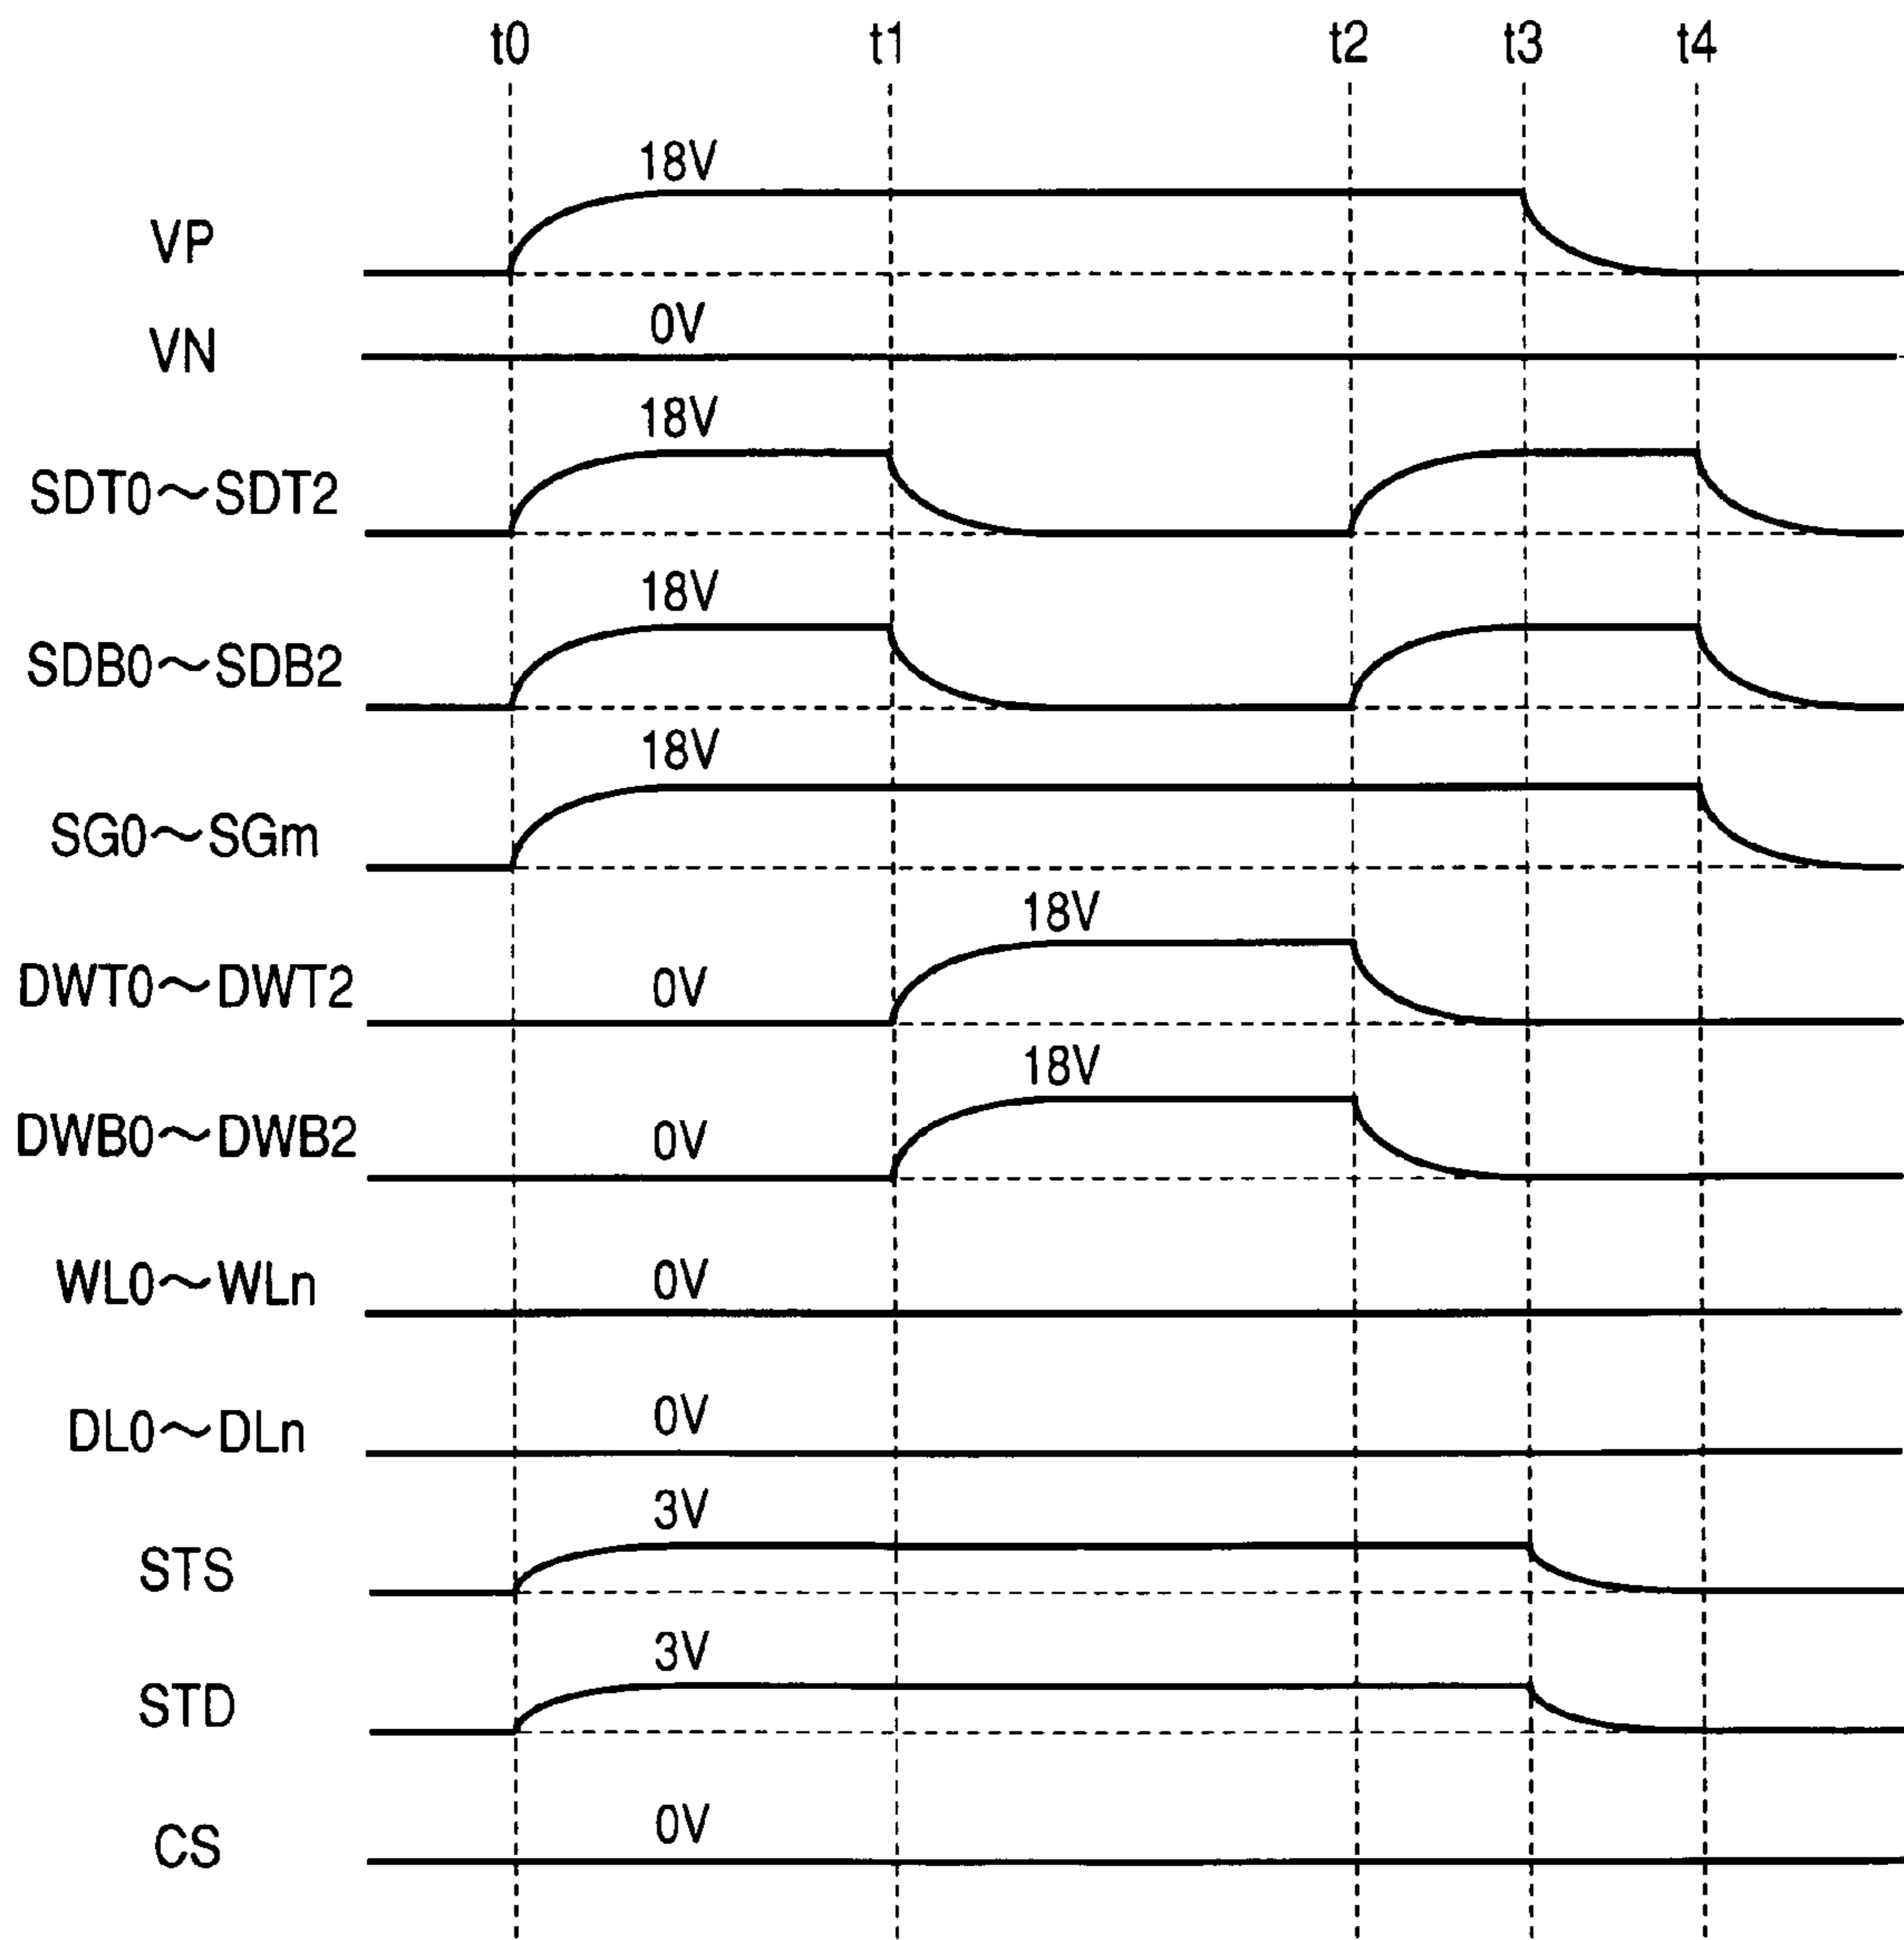 t0 t1 t2 t3 t4
18V
VP
0V
VN
18V
SDT0~SDT2
18V
SDB0~SDB2
18V
SG0~SGm
18V
DWT0~DWT2 0V
18V
DWB0~DWB2 0V
WL0~WLn 0V
DL0~DLn 0V
3V
STS
3V
STD
0V
CS